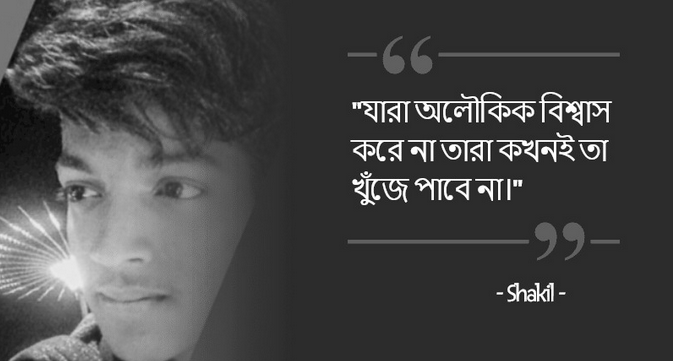 "যারা অলৌকিক বিশ্বাস
করে না তারা কখনই তা
খুঁজে পাবে না।"
- Shakil -